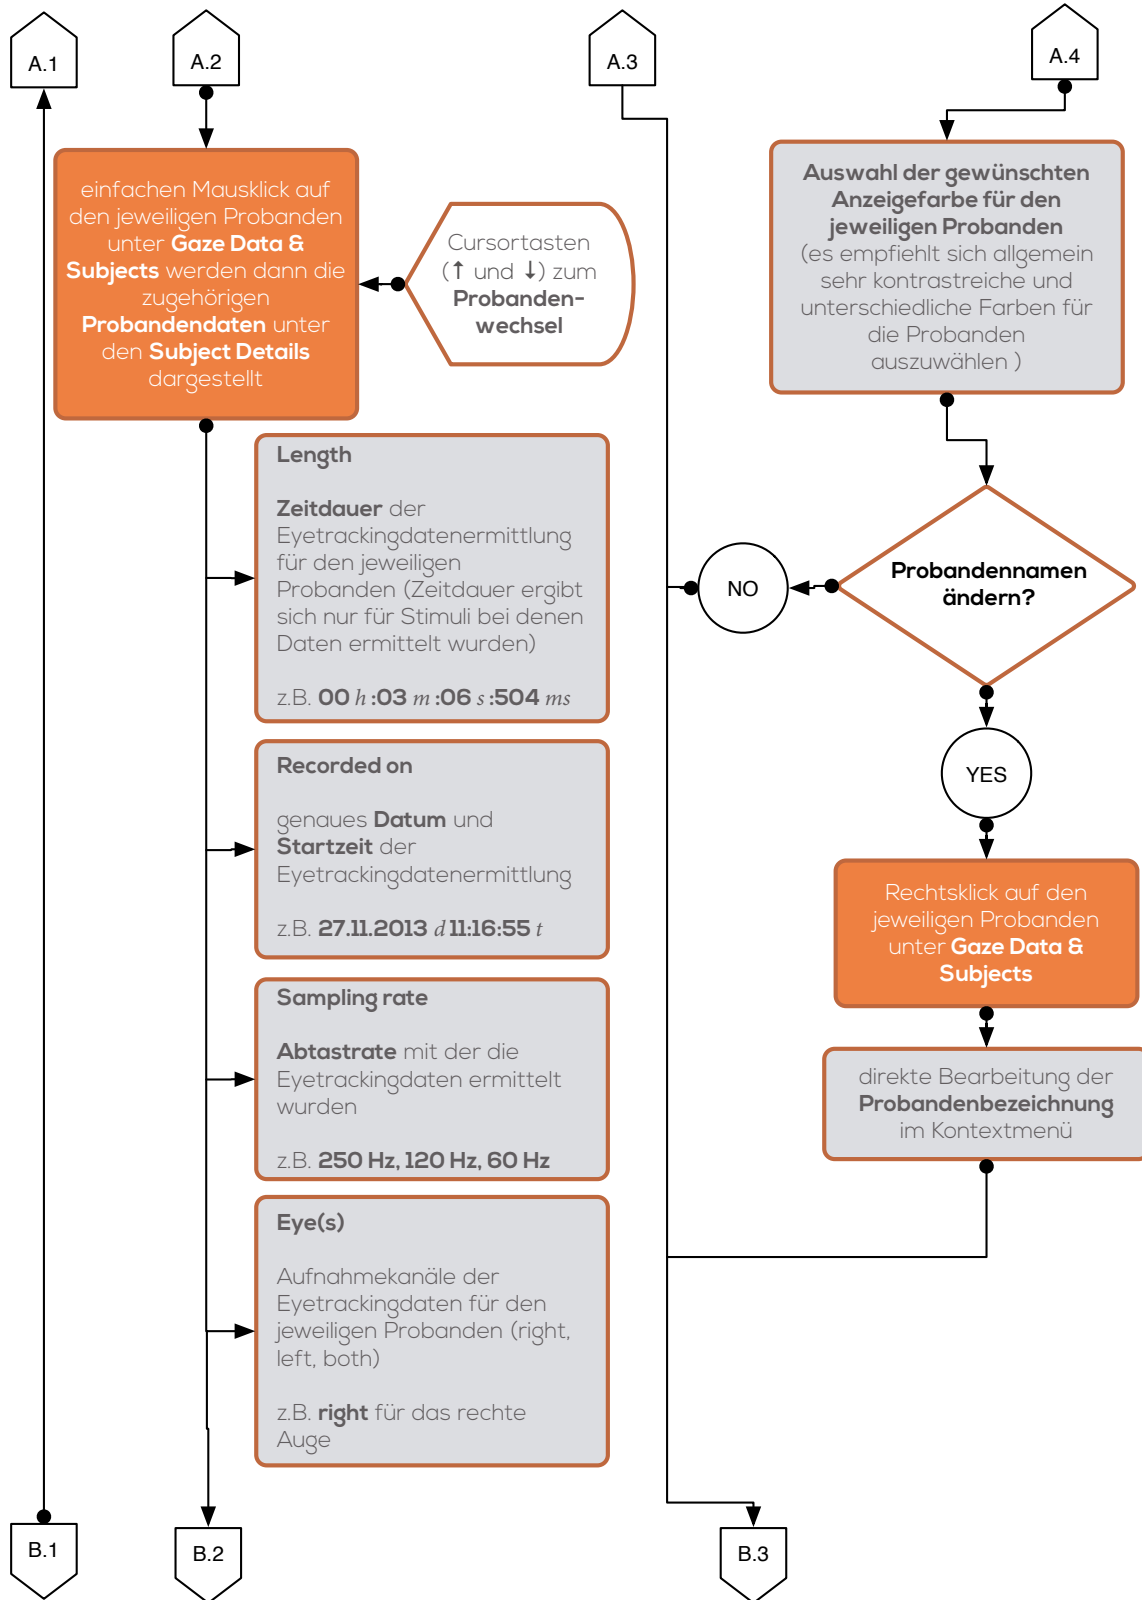 A.1
A.2
A.3
A.4
einfachen Mausklick auf
den jeweiligen Probanden
unter Gaze Data &
Subjects werden dann die
zugehörigen
Probandendaten unter
den Subject Details
dargestellt
Cursortasten
(↑ und ↓) zum
Probanden-
wechsel
Auswahl der gewünschten
Anzeigefarbe für den
jeweiligen Probanden
(es empfiehlt sich allgemein
sehr kontrastreiche und
unterschiedliche Farben für
die Probanden
auszuwählen )
Length
Zeitdauer der
Eyetrackingdatenermittlung
für den jeweiligen
Probanden (Zeitdauer ergibt
sich nur für Stimuli bei denen
Daten ermittelt wurden)
z.B. 00 h :03 m :06 s :504 ms
NO
Probandennamen
ändern?
YES
Recorded on
genaues Datum und
Startzeit der
Eyetrackingdatenermittlung
z.B. 27.11.2013 d 11:16:55 t
Rechtsklick auf den
jeweiligen Probanden
unter Gaze Data &
Subjects
Sampling rate
Abtastrate mit der die
Eyetrackingdaten ermittelt
wurden
z.B. 250 Hz, 120 Hz, 60 Hz
direkte Bearbeitung der
Probandenbezeichnung
im Kontextmenü
Eye(s)
Aufnahmekanäle der
Eyetrackingdaten für den
jeweiligen Probanden (right,
left, both)
z.B. right für das rechte
Auge
B.1
B.2
B.3